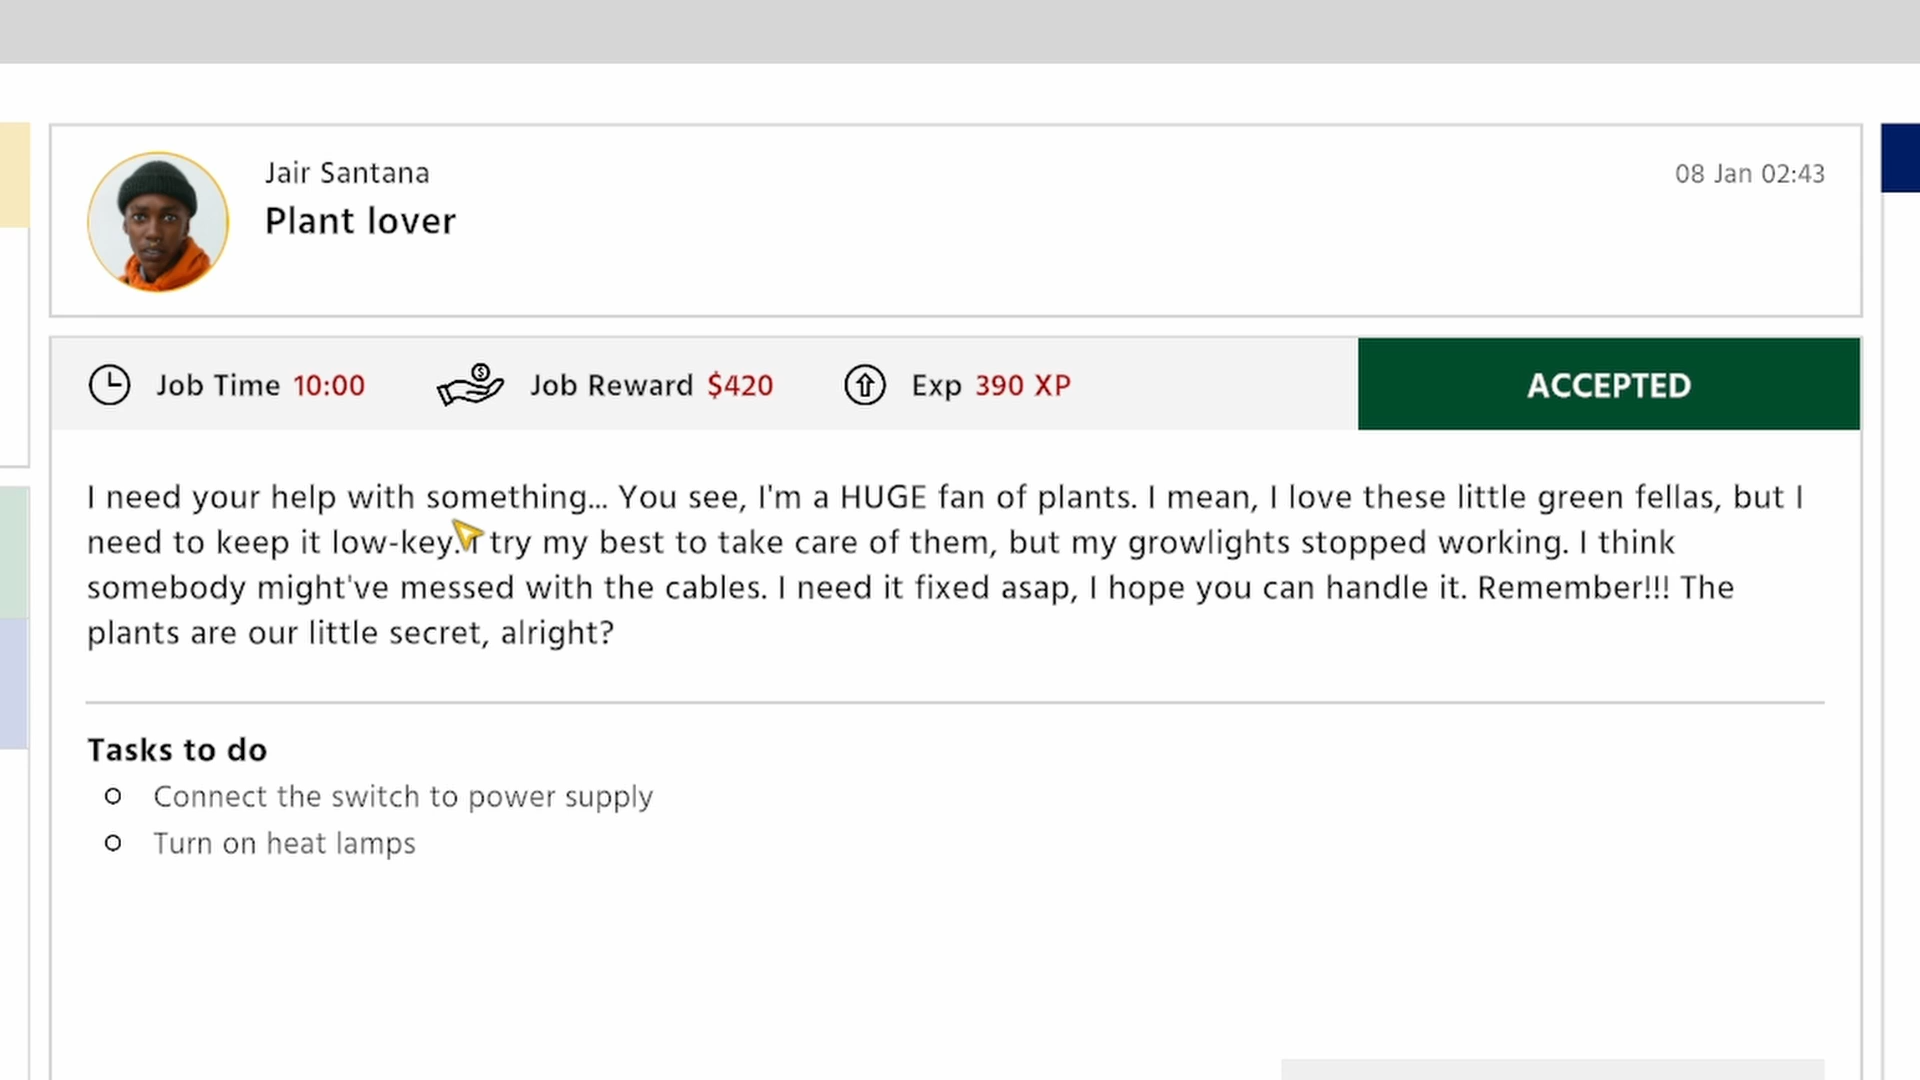 Jair Santana
08 Jan 02:43
Plant lover
Job Time 10:00
Job Reward $420
Exp 390 XP
ACCEPTED
I need your help with something... You see, I'm a HUGE fan of plants. I mean, I love these little green fellas, but I
need to keep it low-key. I try my best to take care of them, but my growlights stopped working. I think
somebody might've messed with the cables. I need it fixed asap, I hope you can handle it. Remember!!! The
plants are our little secret, alright?
Tasks to do
Connect the switch to power supply
Turn on heat lamps